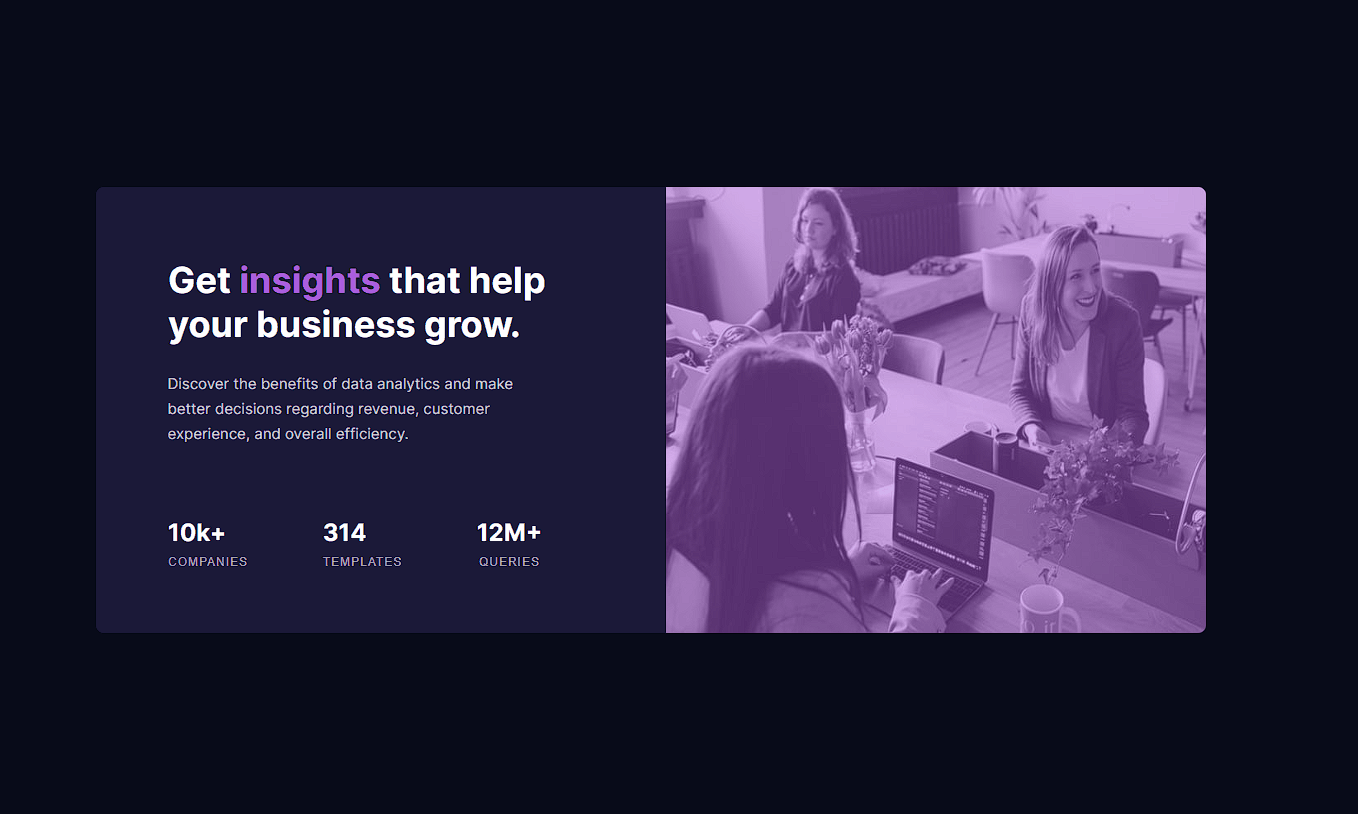 Get insights that help
your business grow.
Discover the benefits of data analytics and make
better decisions regarding revenue, customer
experience, and overall efficiency.
10k+ 314 12M+
COMPANIES TEMPLATES QUERIES